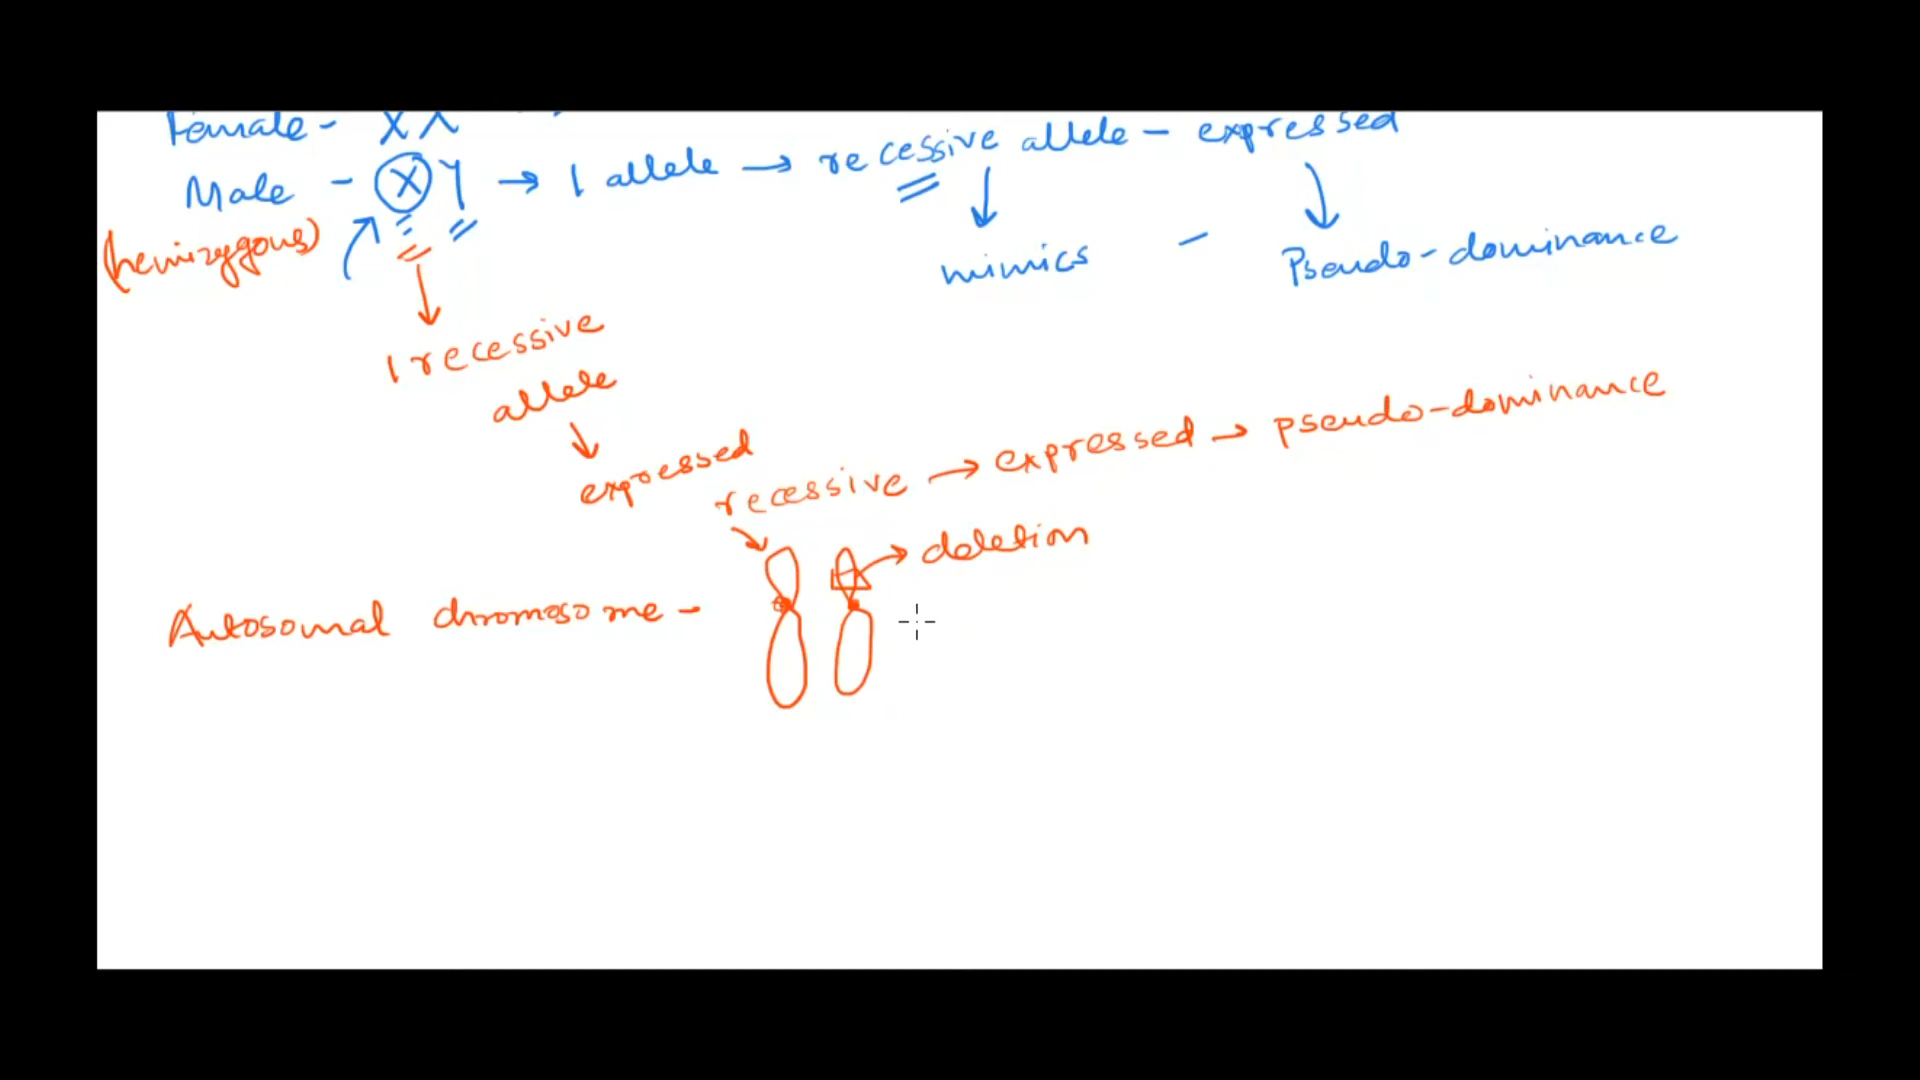 Female - XX
Male - X Y → 1 allele → recessive allele - expressed
(hemizygous)
mimics - Pseudo-dominance
1 recessive
allele
expressed
recessive → expressed → pseudo-dominance
deletion
Autosomal chromosome -